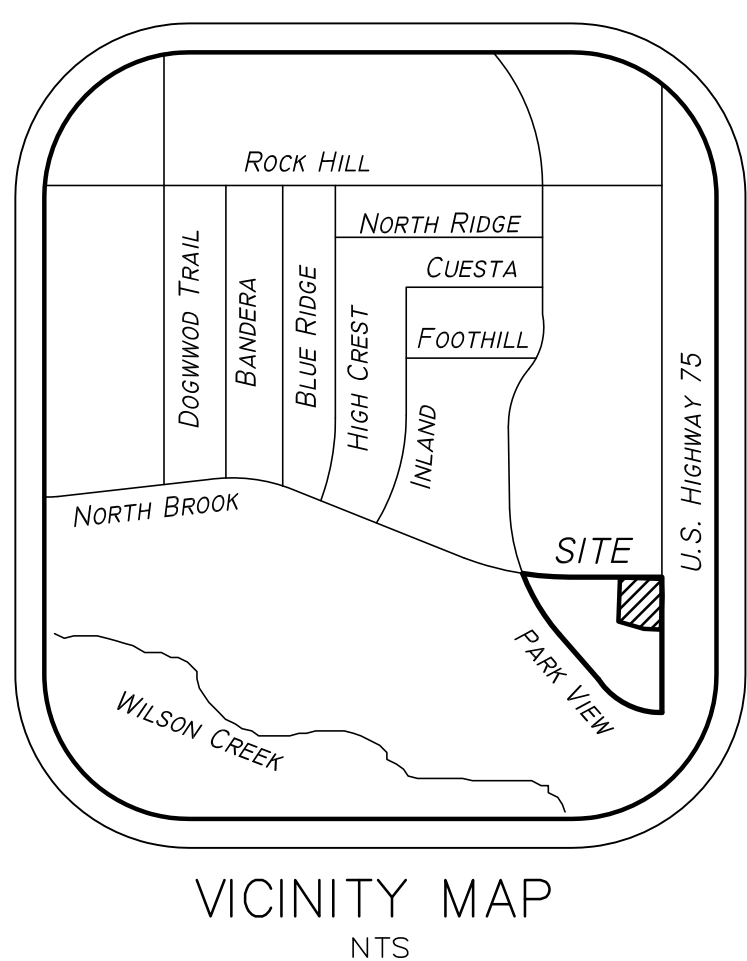 ROCK HILL
NORTH RIDGE
CUESTA
FOOTHILL
DOGWWOD TRAIL
BANDERA
BLUE RIDGE
HIGH CREST
INLAND
U.S. HIGHWAY 75
NORTH BROOK
SITE
PARK VIEW
WILSON CREEK
VICINITY MAP
NTS